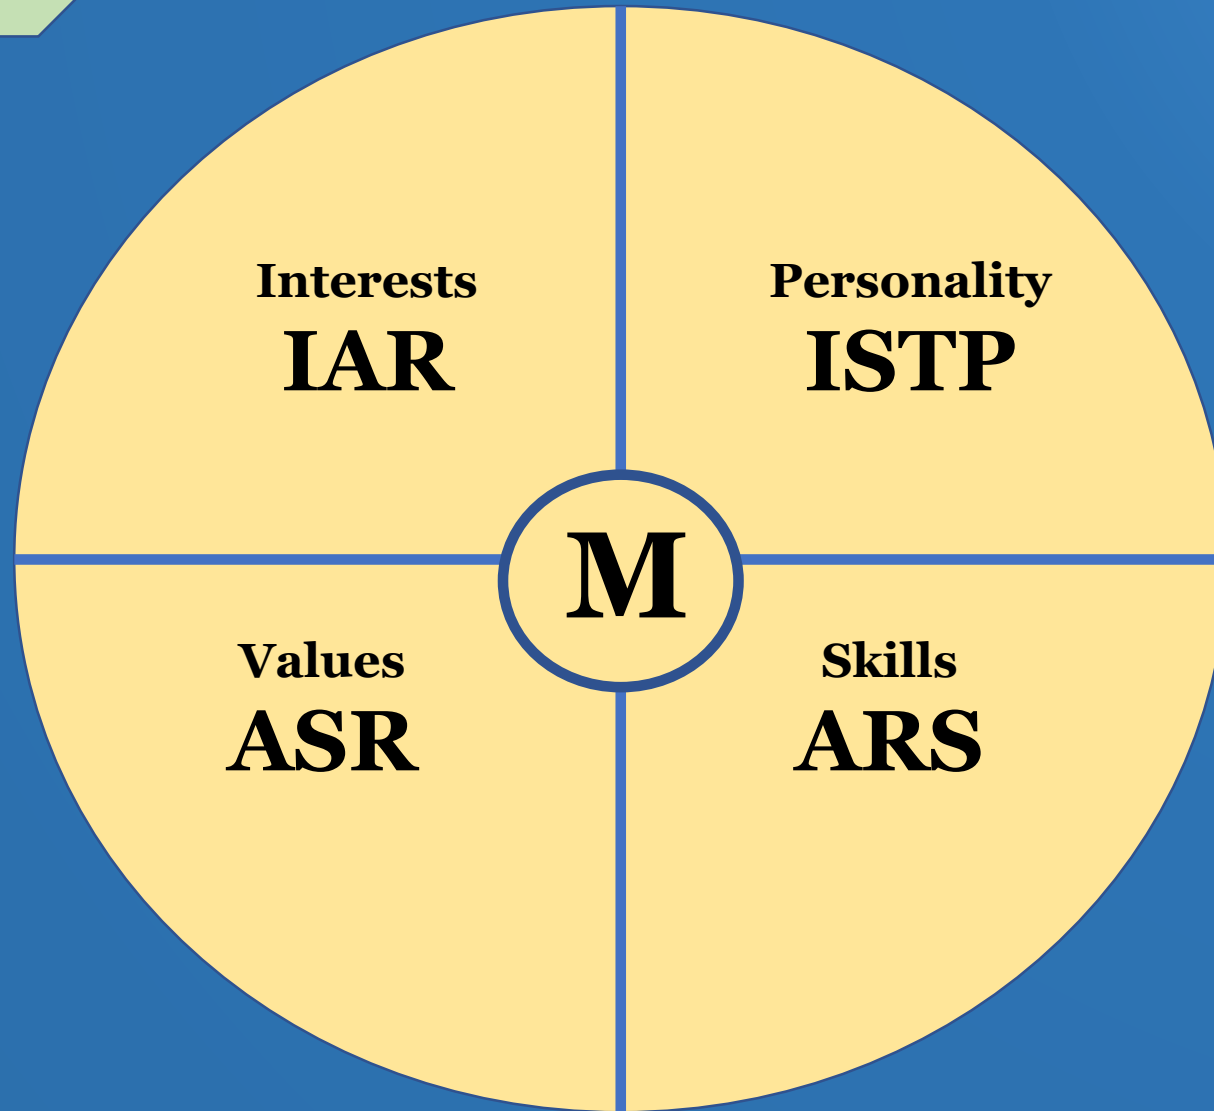 Interests
IAR
Personality
ISTP
M
Values
ASR
Skills
ARS